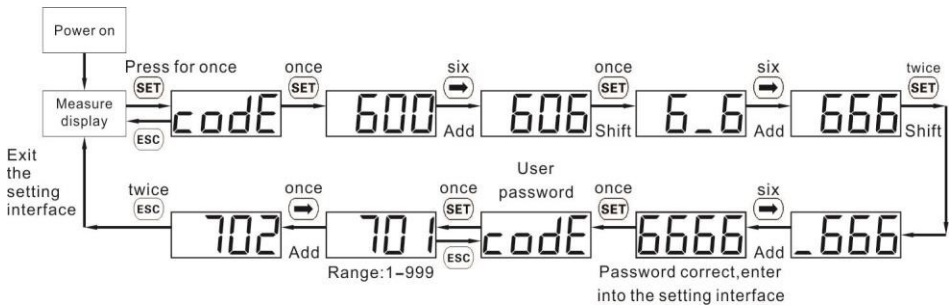 Power on
Press for once
once
six
once
six
twice
SET
SET
➡
SET
➡
SET
Measure
display
codE
600
606
6_6
666
ESC
Add
Shift
Add
Shift
Exit
the
setting
interface
User
password
twice
once
once
once
six
ESC
➡
SET
SET
➡
702
701
codE
6666
_666
Add
ESC
Add
Range:1-999
Password correct,enter
into the setting interface